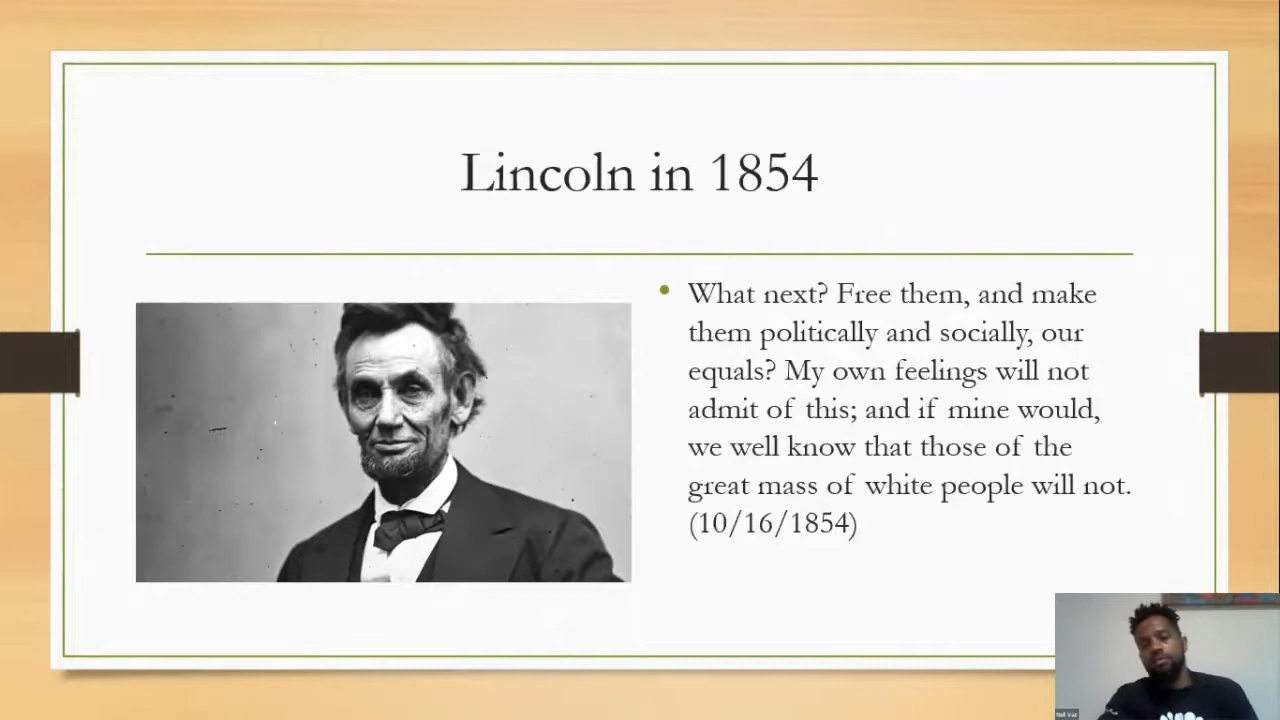 Lincoln in 1854
What next? Free them, and make
them politically and socially, our
equals? My own feelings will not
admit of this; and if mine would,
we well know that those of the
great mass of white people will not.
(10/16/1854)